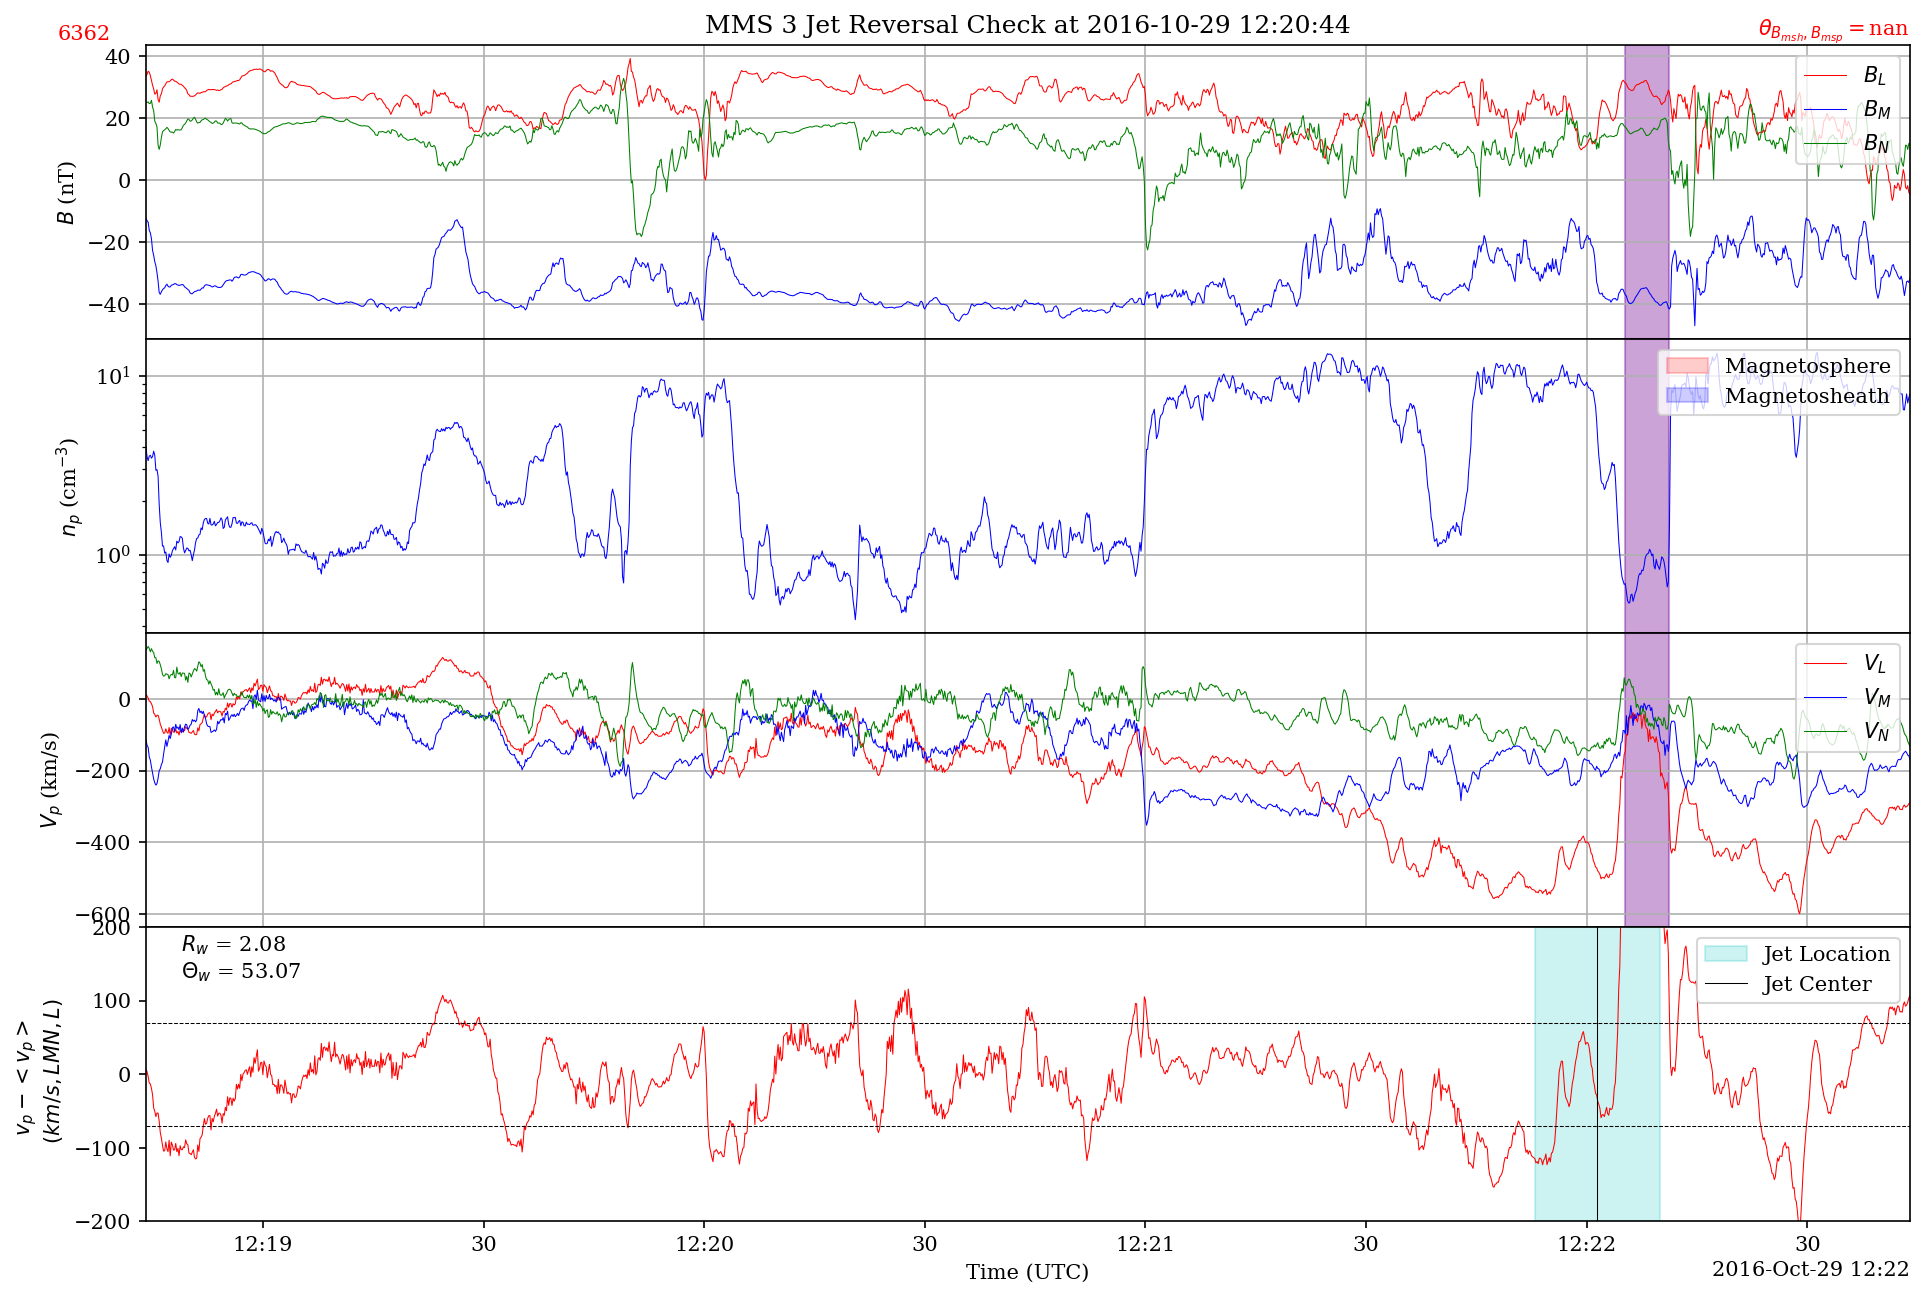 MMS 3 Jet Reversal Check at 2016-10-29 12:20:44
6362
θ_{B_{msh}, B_{msp}} = nan
40
20
0
−20
−40
B (nT)
B_L
B_M
B_N
10^1
10^0
n_p (cm^{−3})
Magnetosphere
Magnetosheath
0
−200
−400
−600
V_p (km/s)
V_L
V_M
V_N
200
100
0
−100
−200
v_p − < v_p >
(km/s, LMN, L)
R_w = 2.08
Θ_w = 53.07
Jet Location
Jet Center
12:19
30
12:20
30
12:21
30
12:22
30
Time (UTC)
2016-Oct-29 12:22